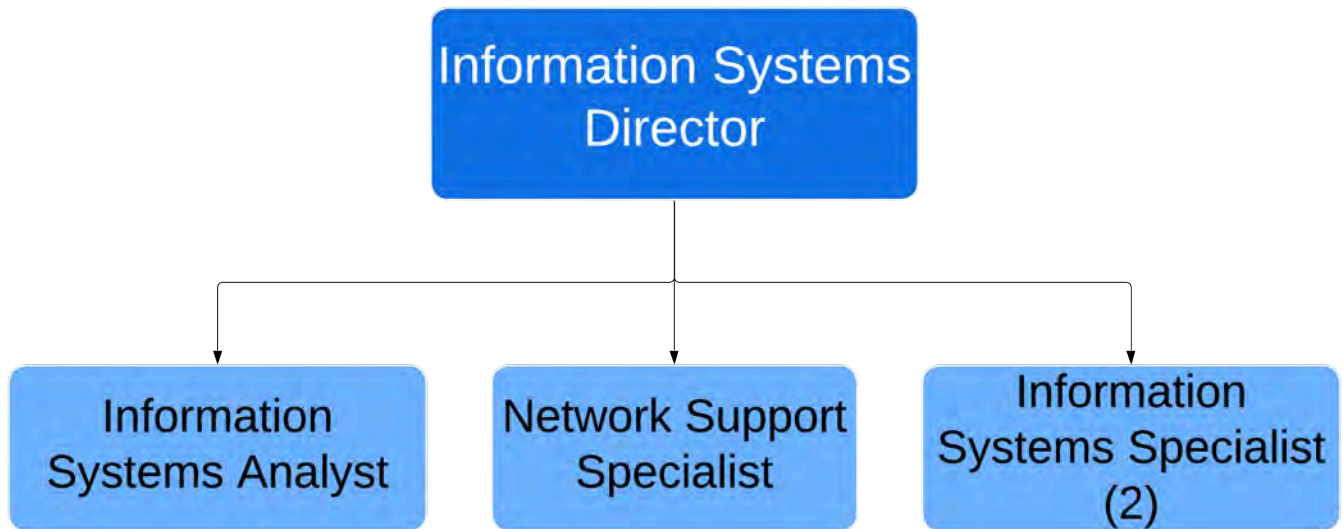 Information Systems
Director
Information
Systems Analyst
Network Support
Specialist
Information
Systems Specialist
(2)